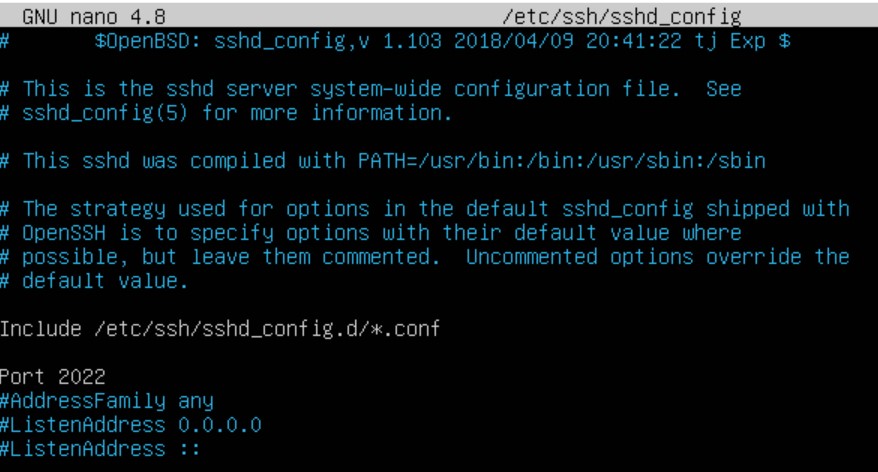 GNU nano 4.8 /etc/ssh/sshd_config
# $OpenBSD: sshd_config,v 1.103 2018/04/09 20:41:22 tj Exp $
# This is the sshd server system-wide configuration file. See
# sshd_config(5) for more information.
# This sshd was compiled with PATH=/usr/bin:/bin:/usr/sbin:/sbin
# The strategy used for options in the default sshd_config shipped with
# OpenSSH is to specify options with their default value where
# possible, but leave them commented. Uncommented options override the
# default value.
Include /etc/ssh/sshd_config.d/*.conf
Port 2022
#AddressFamily any
#ListenAddress 0.0.0.0
#ListenAddress ::